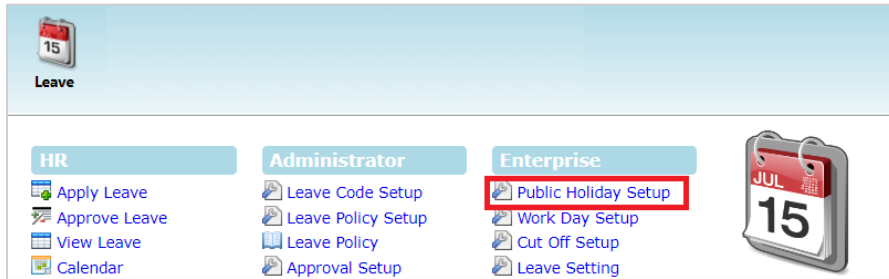 15
Leave
HR
Apply Leave
Approve Leave
View Leave
Calendar
Administrator
Leave Code Setup
Leave Policy Setup
Leave Policy
Approval Setup
Enterprise
Public Holiday Setup
Work Day Setup
Cut Off Setup
Leave Setting
JUL
15